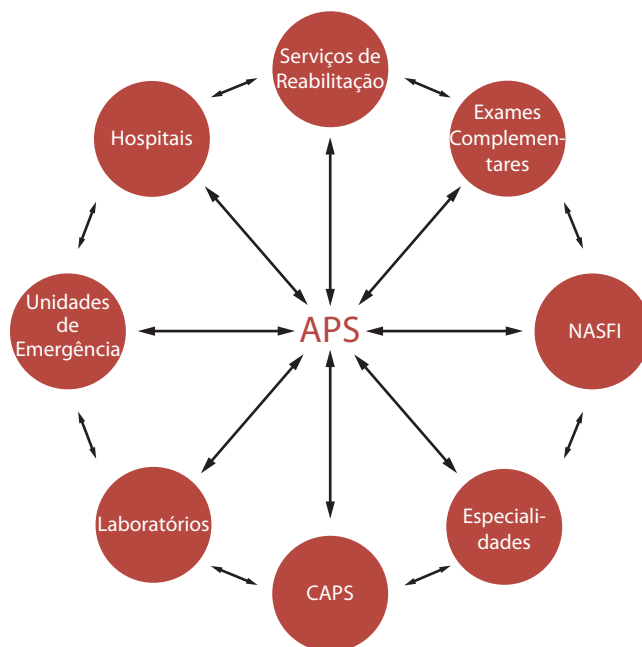 Serviços de
Reabilitação
Exames
Complemen-
tares
Hospitais
Unidades
de
Emergência
APS
NASFI
Laboratórios
Especiali-
dades
CAPS